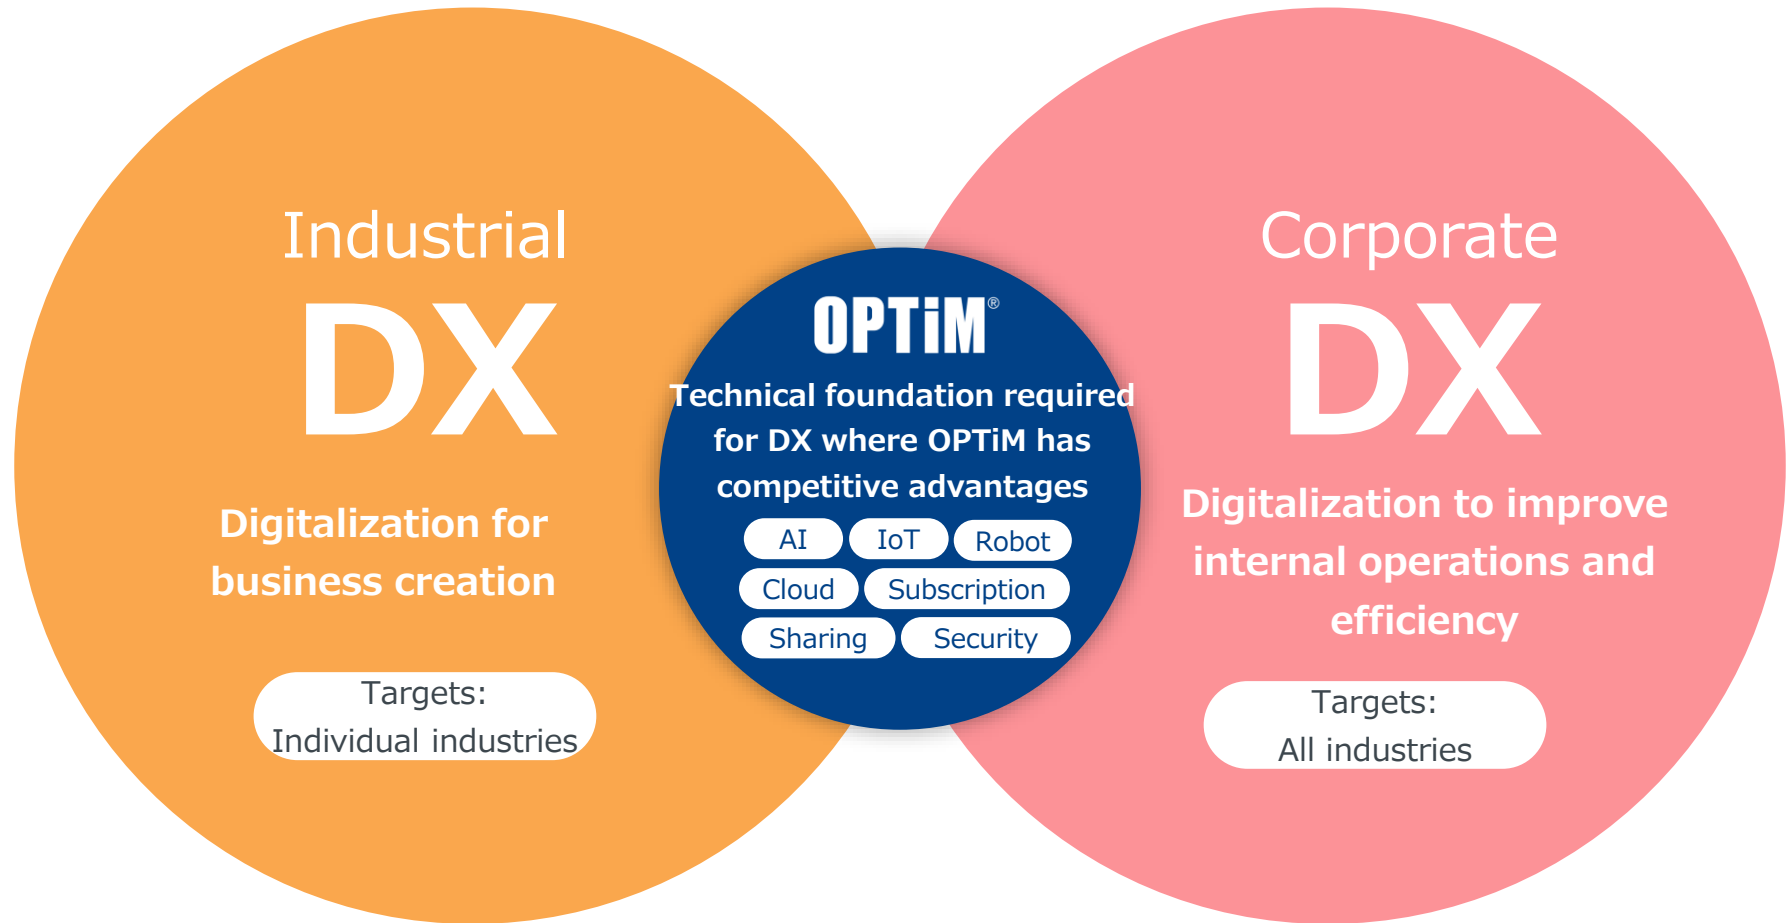 Industrial
DX
Digitalization for
business creation
Targets:
Individual industries
OPTiM®
Technical foundation required
for DX where OPTiM has
competitive advantages
AI IoT Robot
Cloud Subscription
Sharing Security
Corporate
DX
Digitalization to improve
internal operations and
efficiency
Targets:
All industries